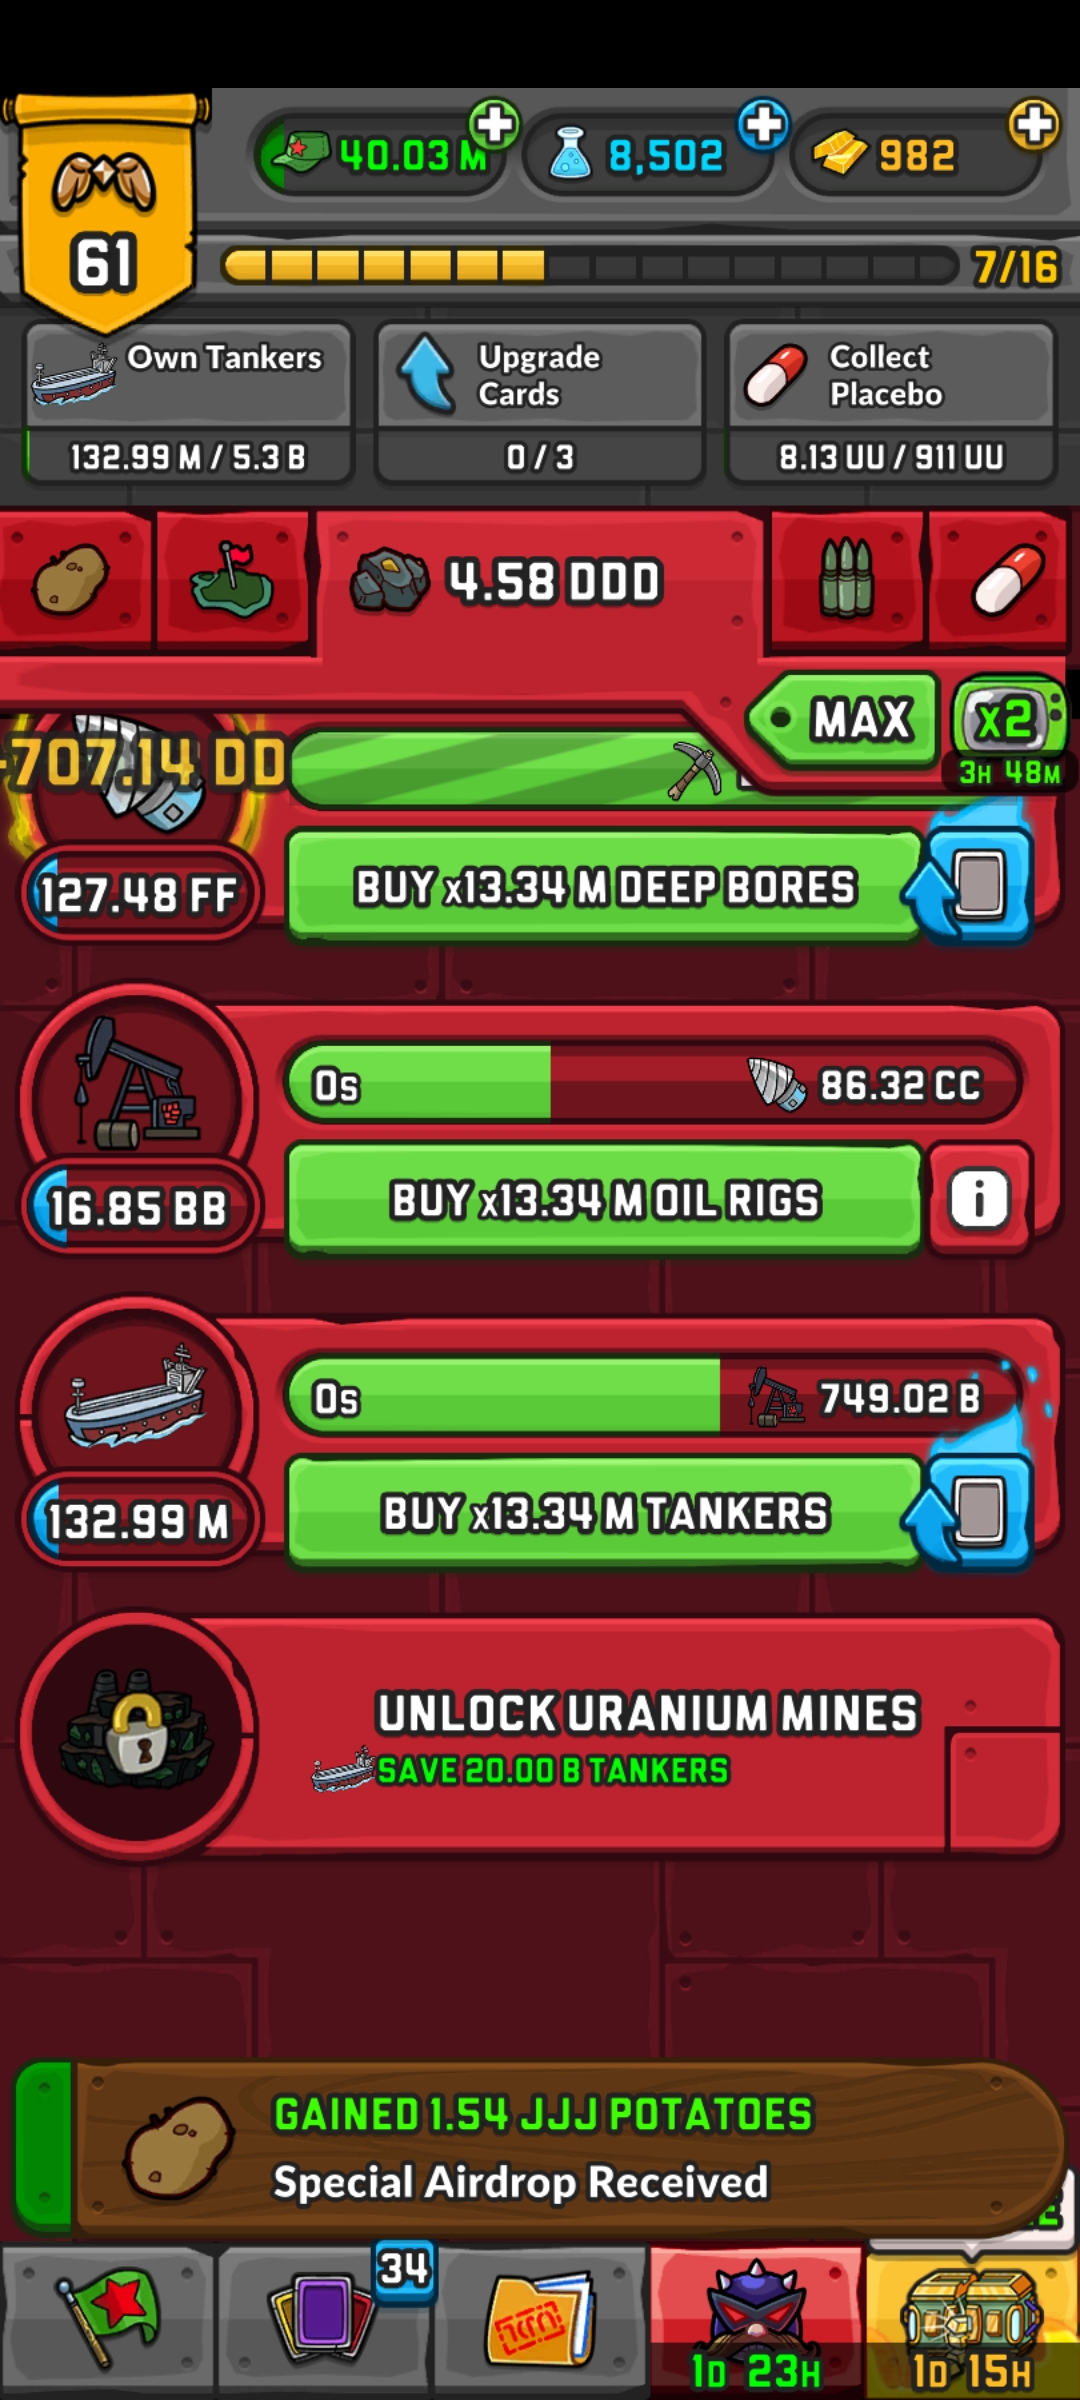 40.03 M
8,502
982
61
7/16
Own Tankers
132.99 M / 5.3 B
Upgrade
Cards
0 / 3
Collect
Placebo
8.13 UU / 911 UU
4.58 DDD
MAX
x2
3H 48M
707.14 DD
127.48 FF
BUY x13.34 M DEEP BORES
0s
86.32 CC
16.85 BB
BUY x13.34 M OIL RIGS
i
0s
749.02 B
132.99 M
BUY x13.34 M TANKERS
UNLOCK URANIUM MINES
SAVE 20.00 B TANKERS
GAINED 1.54 JJJ POTATOES
Special Airdrop Received
34
1D 23H
1D 15H